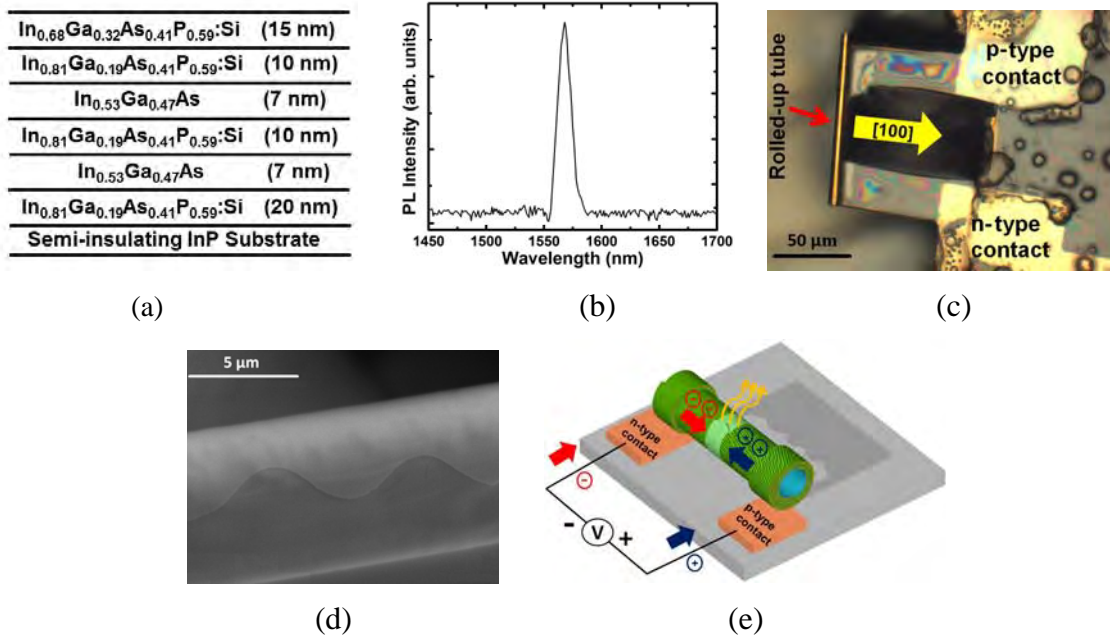 In0.68Ga0.32As0.41P0.59:Si (15 nm)
In0.81Ga0.19As0.41P0.59:Si (10 nm)
In0.53Ga0.47As (7 nm)
In0.81Ga0.19As0.41P0.59:Si (10 nm)
In0.53Ga0.47As (7 nm)
In0.81Ga0.19As0.41P0.59:Si (20 nm)
Semi-insulating InP Substrate
(a)
PL Intensity (arb. units)
1450 1500 1550 1600 1650 1700
Wavelength (nm)
(b)
Rolled-up tube
p-type
contact
[100]
n-type
contact
50 µm
(c)
5 µm
(d)
n-type
contact
p-type
contact
- V +
(e)